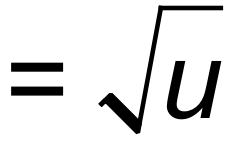 = √u